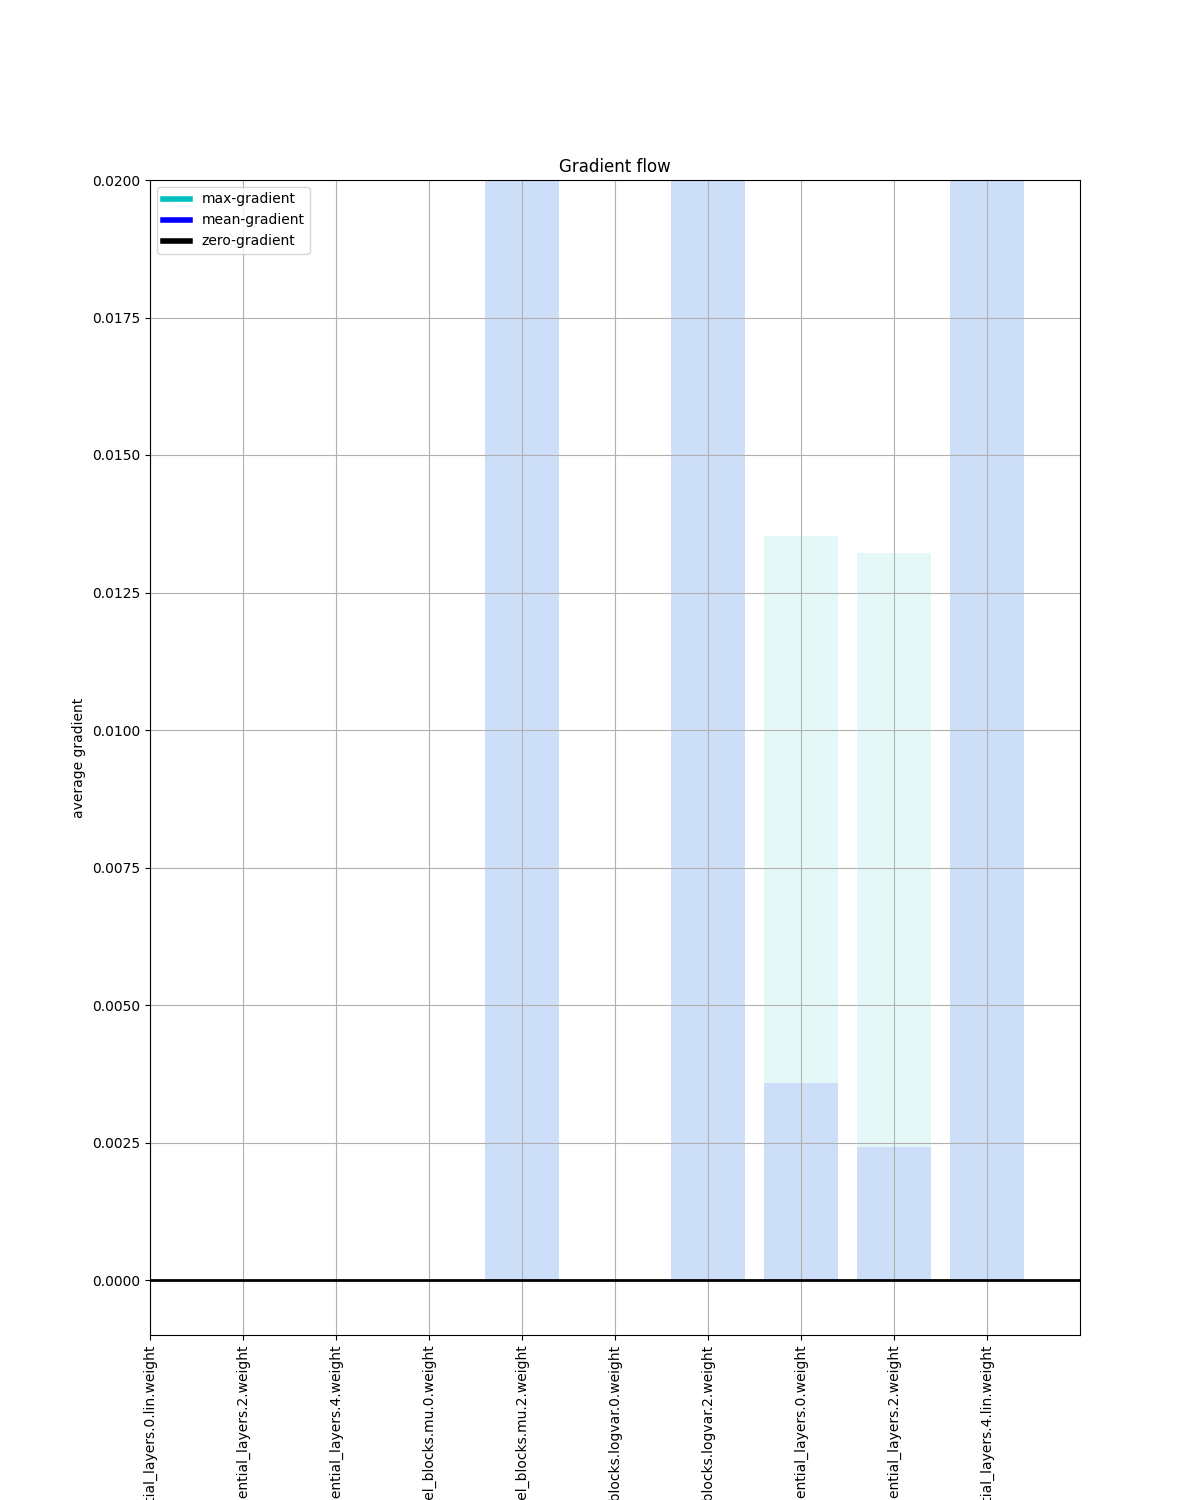 Gradient flow
max-gradient
mean-gradient
zero-gradient
0.0200
0.0175
0.0150
0.0125
0.0100
0.0075
0.0050
0.0025
0.0000
average gradient
tial_layers.0.lin.weight
ential_layers.2.weight
ential_layers.4.weight
el_blocks.mu.0.weight
el_blocks.mu.2.weight
blocks.logvar.0.weight
blocks.logvar.2.weight
ential_layers.0.weight
ential_layers.2.weight
tial_layers.4.lin.weight